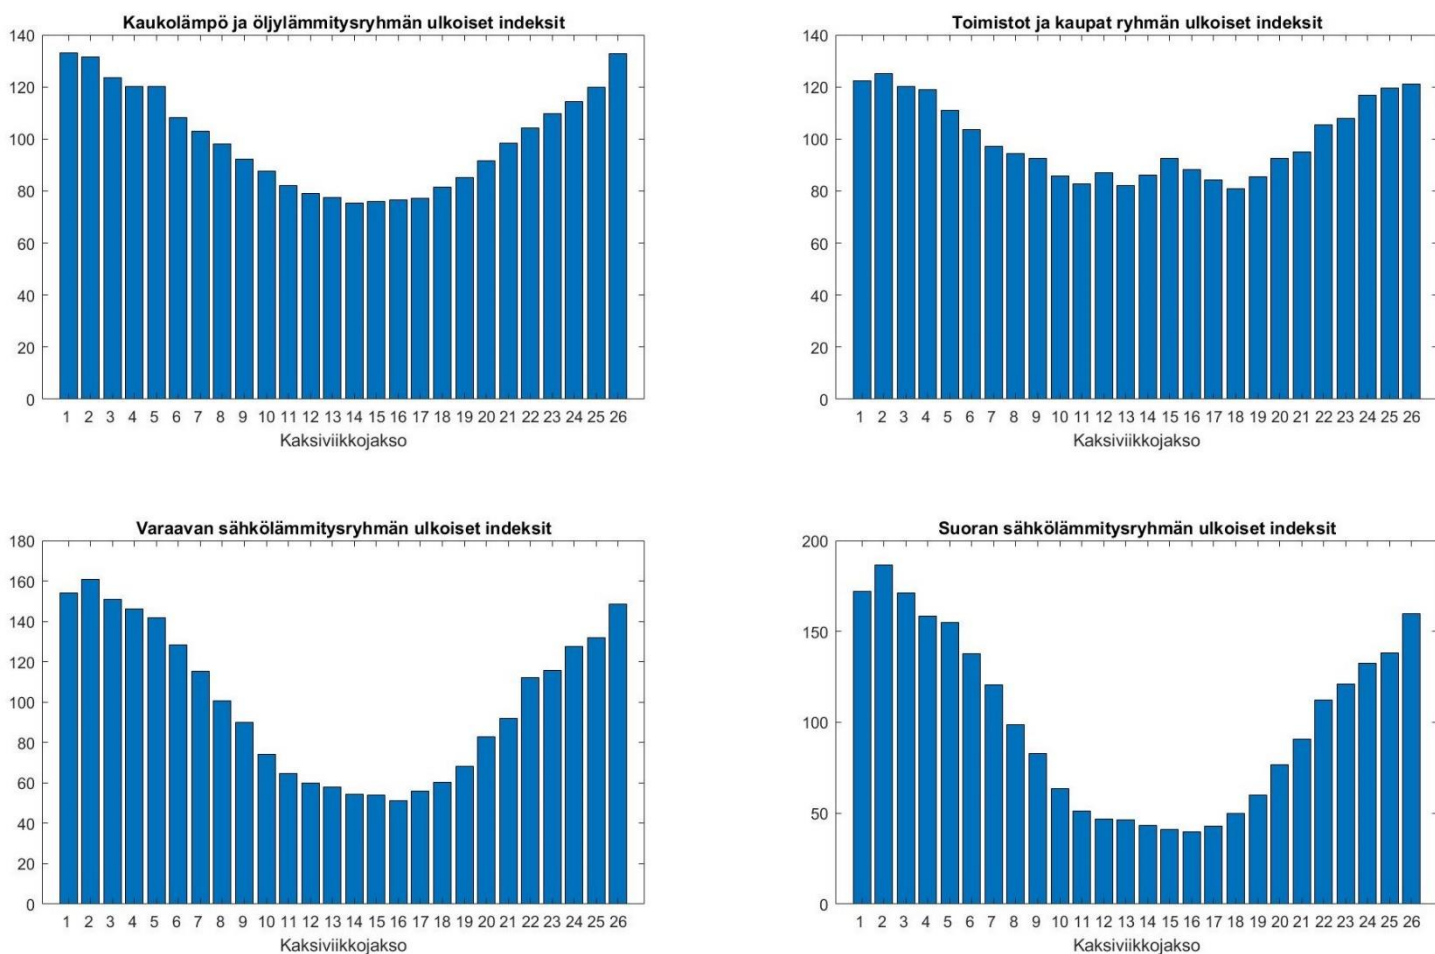 Kaukolämpö ja öljylämmitysryhmän ulkoiset indeksit
140
120
100
80
60
40
20
0
1 2 3 4 5 6 7 8 9 10 11 12 13 14 15 16 17 18 19 20 21 22 23 24 25 26
Kaksiviikkojakso
Toimistot ja kaupat ryhmän ulkoiset indeksit
140
120
100
80
60
40
20
0
1 2 3 4 5 6 7 8 9 10 11 12 13 14 15 16 17 18 19 20 21 22 23 24 25 26
Kaksiviikkojakso
Varaavan sähkölämmitysryhmän ulkoiset indeksit
180
160
140
120
100
80
60
40
20
0
1 2 3 4 5 6 7 8 9 10 11 12 13 14 15 16 17 18 19 20 21 22 23 24 25 26
Kaksiviikkojakso
Suoran sähkölämmitysryhmän ulkoiset indeksit
200
150
100
50
0
1 2 3 4 5 6 7 8 9 10 11 12 13 14 15 16 17 18 19 20 21 22 23 24 25 26
Kaksiviikkojakso